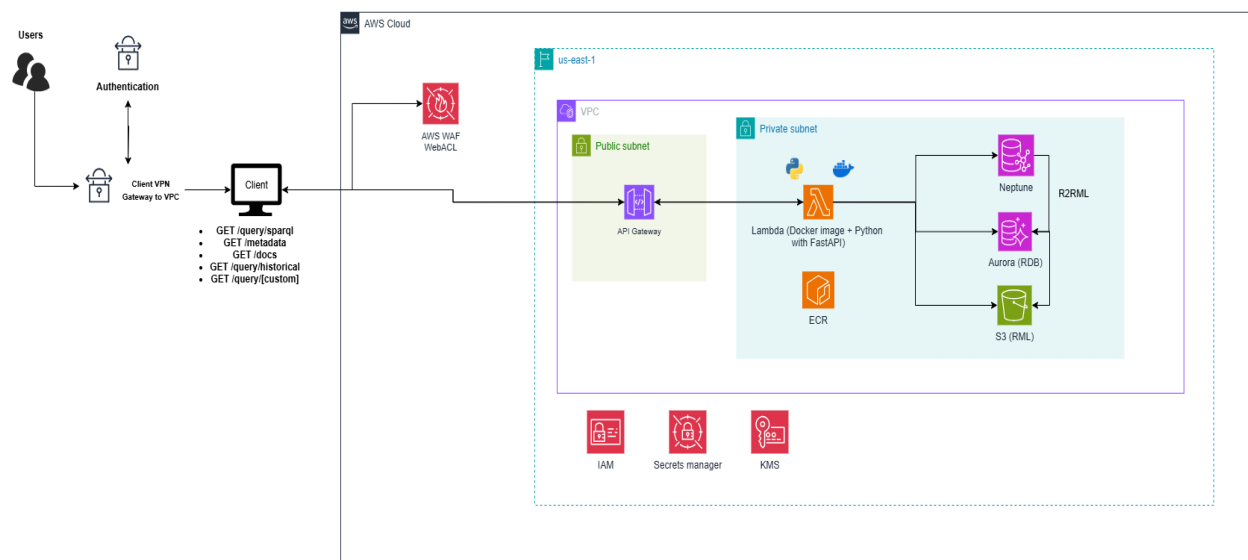 Users
Authentication
Client VPN
Gateway to VPC
Client
GET /query/sparql
GET /metadata
GET /docs
GET /query/historical
GET /query/[custom]
aws
AWS Cloud
AWS WAF
WebACL
us-east-1
VPC
Public subnet
API Gateway
Private subnet
Lambda (Docker image + Python
with FastAPI)
ECR
Neptune
R2RML
Aurora (RDB)
S3 (RML)
IAM
Secrets manager
KMS